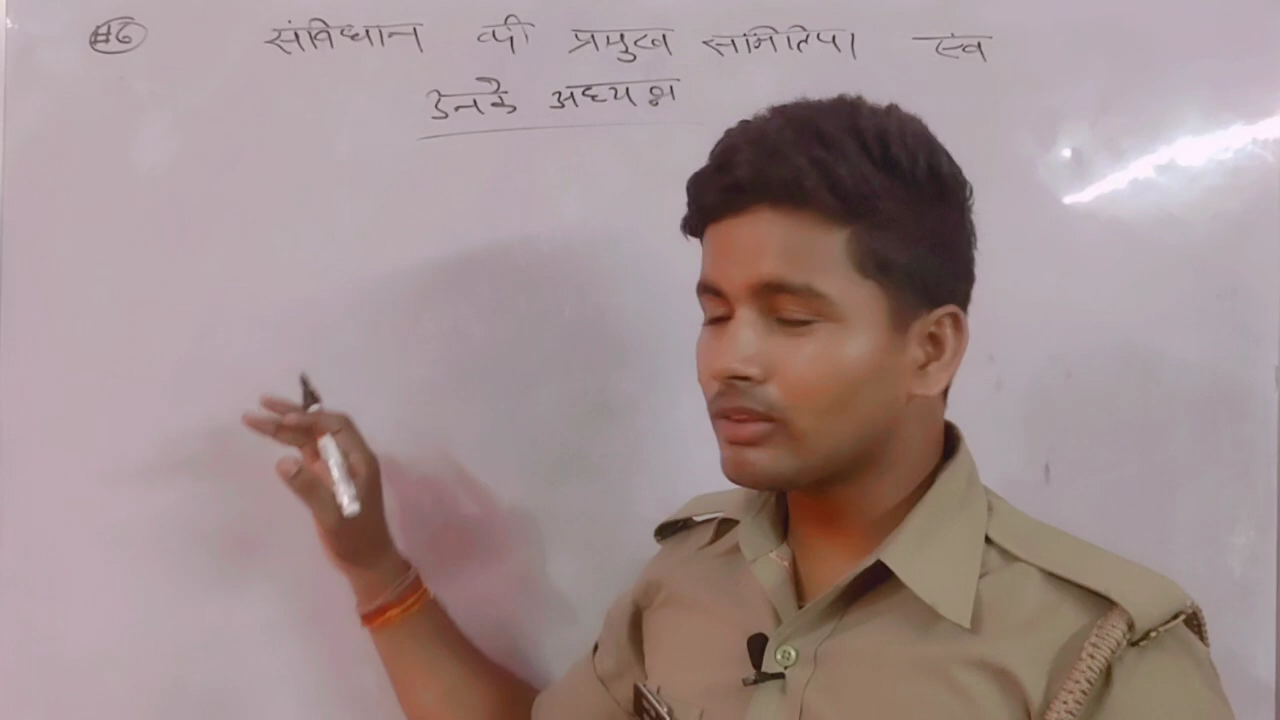 #6 संविधान की प्रमुख समितिया एवं
उनके अध्यक्ष